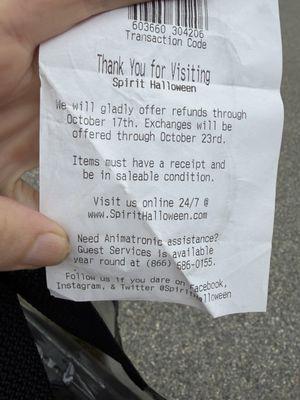 603660 304206
Transaction Code
Thank You for Visiting
Spirit Halloween
We will gladly offer refunds through
October 17th. Exchanges will be
offered through October 23rd.
Items must have a receipt and
be in saleable condition.
Visit us online 24/7 @
www.SpiritHalloween.com
Need Animatronic assistance?
Guest Services is available
year round at (866) 686-0155.
Follow us if you dare on Facebook,
Instagram, & Twitter @SpiritHalloween